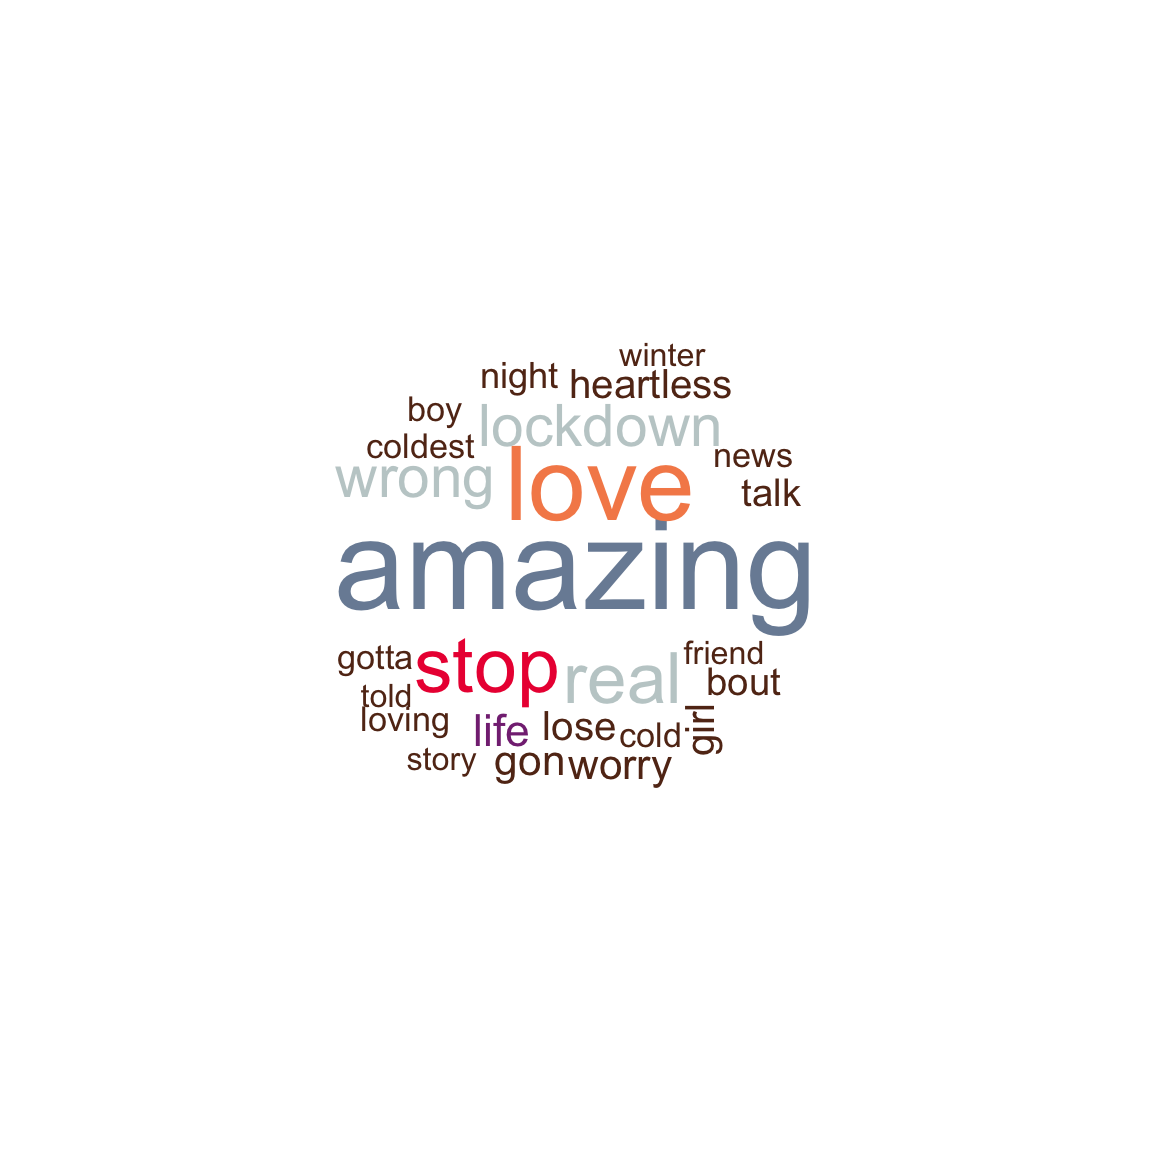 winter
night heartless
boy lockdown
coldest
wrong love news
talk
amazing
gotta stop real friend
told bout
loving life lose cold girl
story gon worry